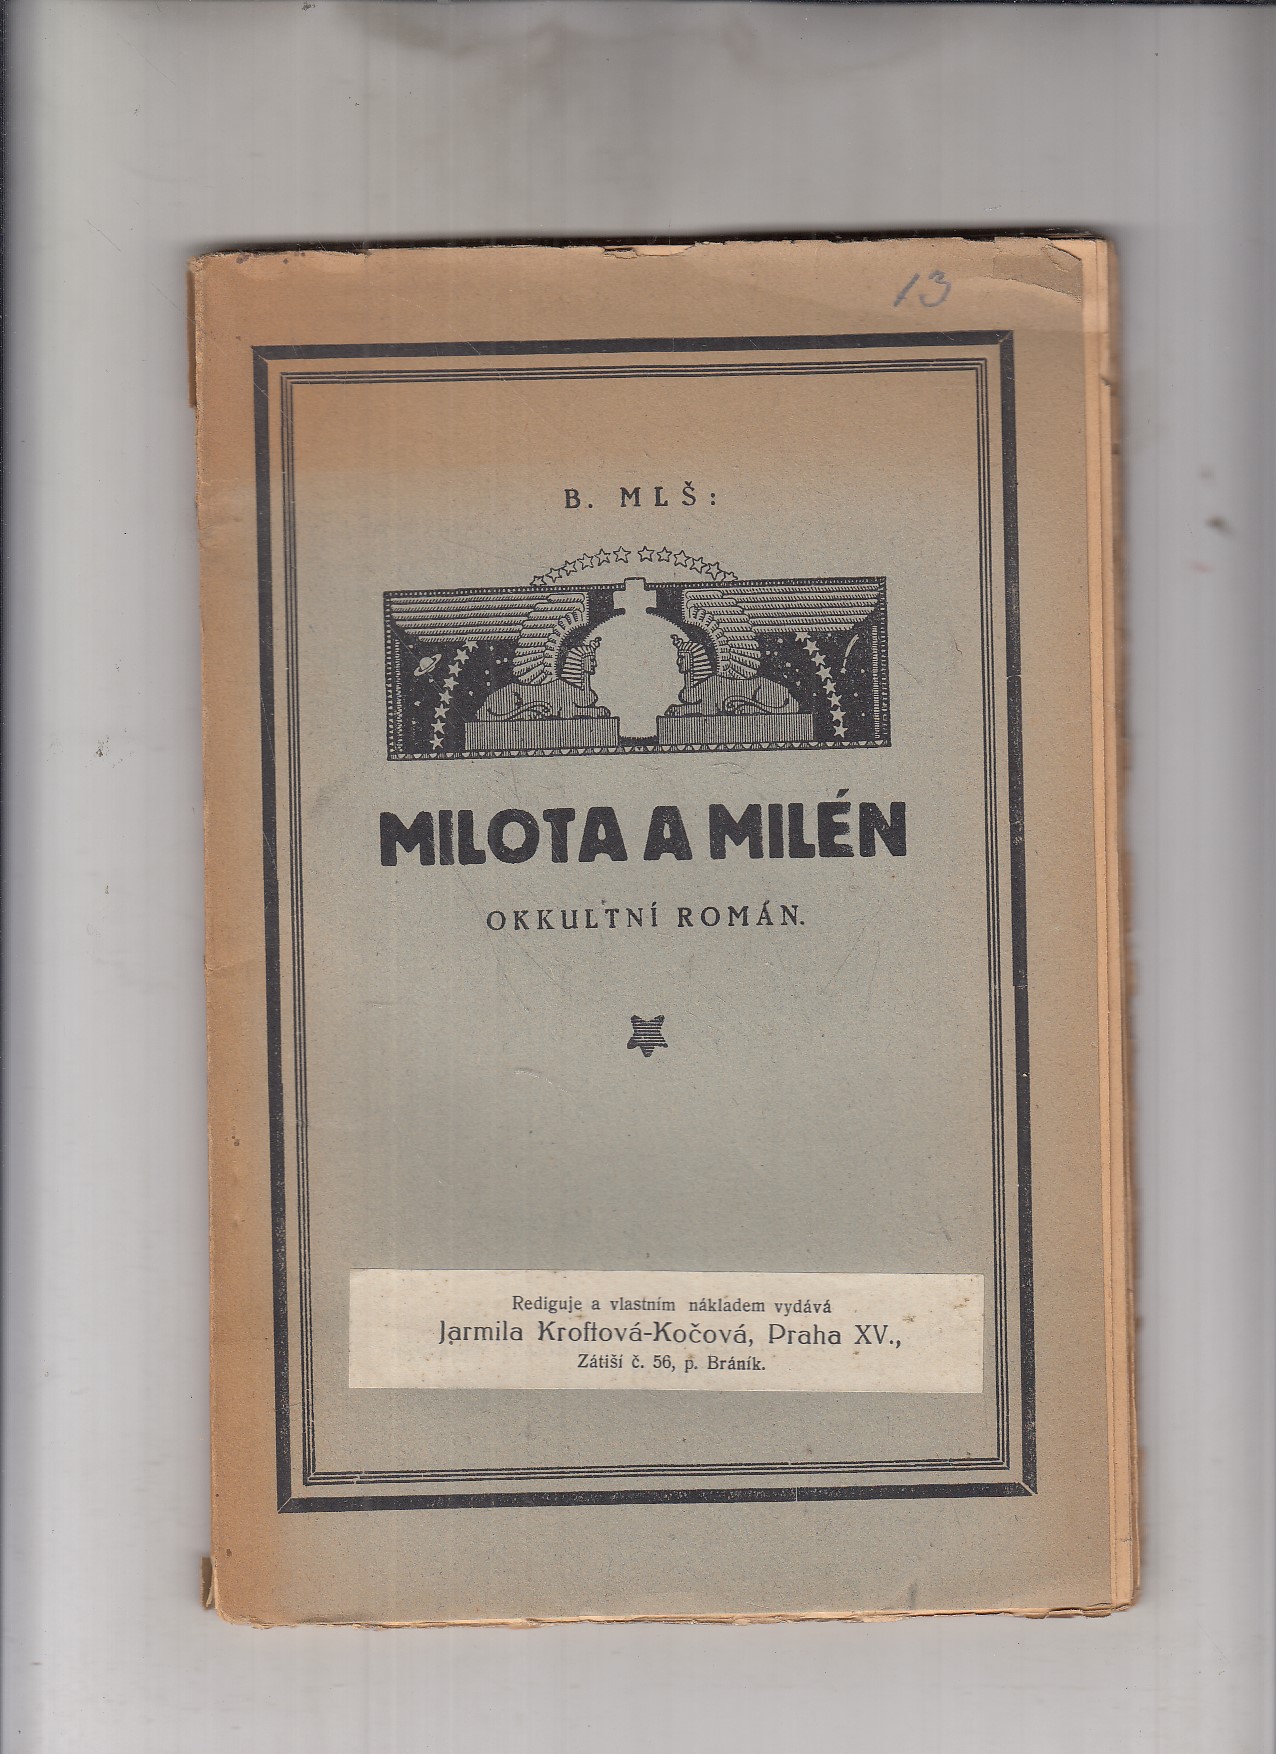 13
B. MLŠ:
MILOTA A MILÉN
OKKULTNÍ ROMÁN.
Rediguje a vlastním nákladem vydává
Jarmila Kroftová-Kočová, Praha XV.,
Zátiší č. 56, p. Bráník.